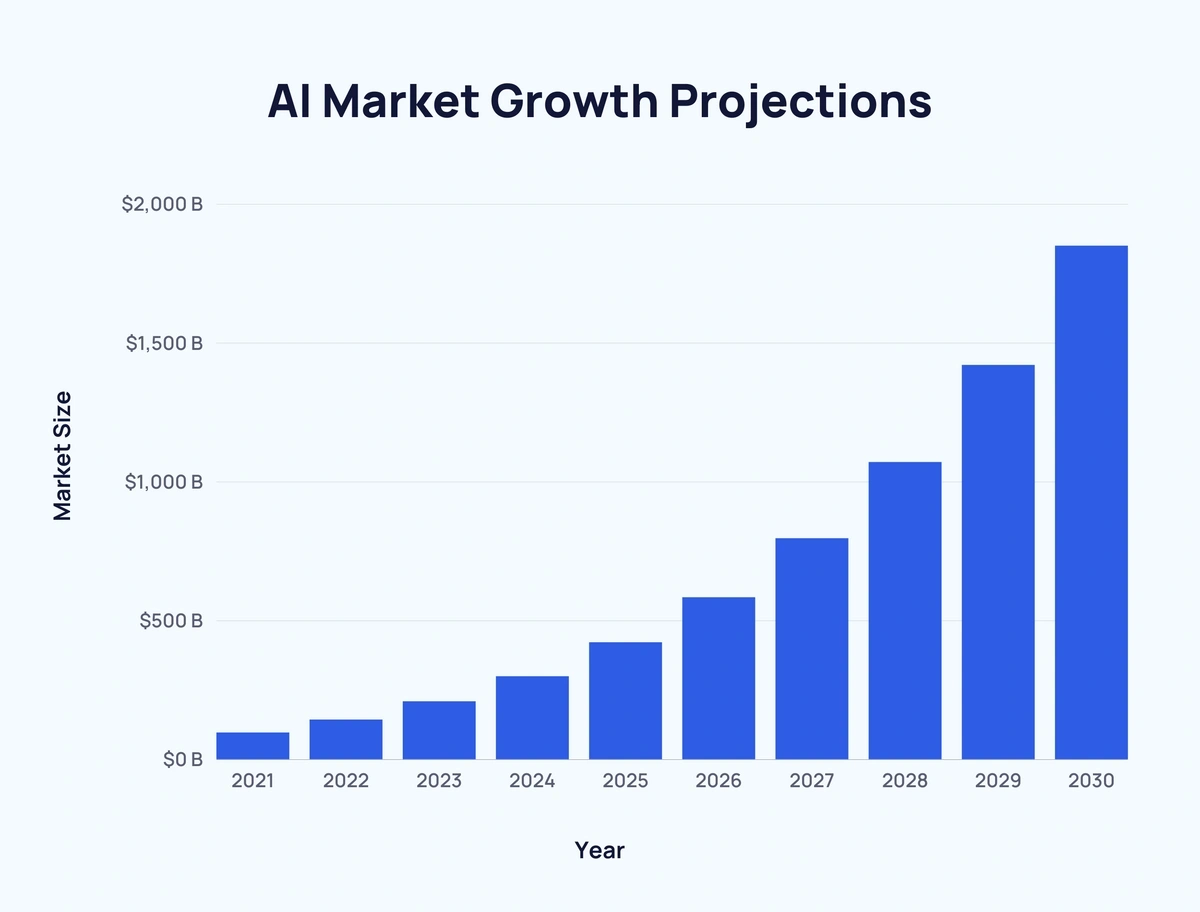 AI Market Growth Projections
$2,000 B
$1,500 B
$1,000 B
$500 B
$0 B
Market Size
2021 2022 2023 2024 2025 2026 2027 2028 2029 2030
Year